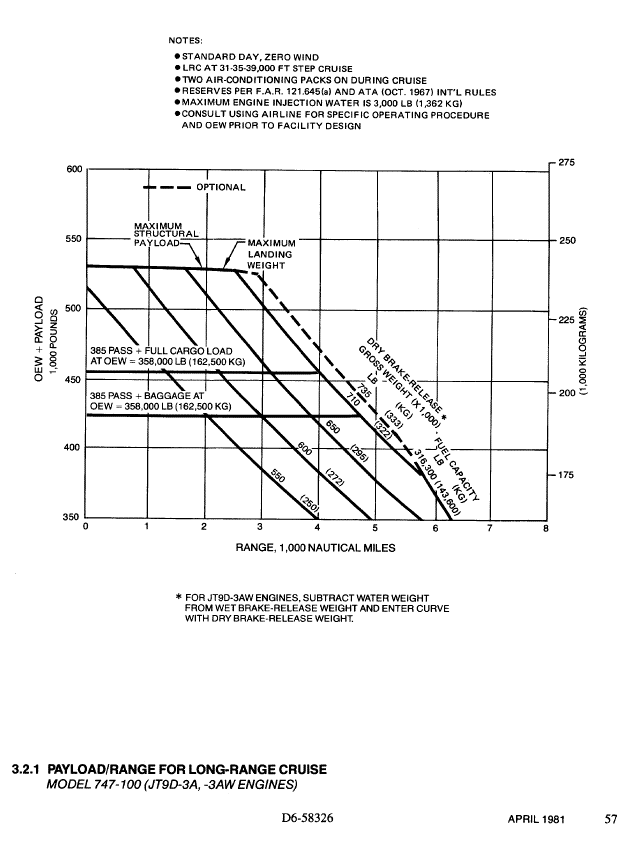 NOTES:
● STANDARD DAY, ZERO WIND
● LRC AT 31-35-39,000 FT STEP CRUISE
● TWO AIR-CONDITIONING PACKS ON DURING CRUISE
● RESERVES PER F.A.R. 121.645(a) AND ATA (OCT. 1967) INT'L RULES
● MAXIMUM ENGINE INJECTION WATER IS 3,000 LB (1,362 KG)
● CONSULT USING AIRLINE FOR SPECIFIC OPERATING PROCEDURE
AND OEW PRIOR TO FACILITY DESIGN
OEW + PAYLOAD
1,000 POUNDS
600
550
500
450
400
350
OPTIONAL
MAXIMUM
STRUCTURAL
PAYLOAD
MAXIMUM
LANDING
WEIGHT
385 PASS + FULL CARGO LOAD
AT OEW = 358,000 LB (162,500 KG)
385 PASS + BAGGAGE AT
OEW = 358,000 LB (162,500 KG)
DRY BRAKE-RELEASE *
GROSS WEIGHT (X 1,000)
LB (KG)
735 (333)
710 (322)
650 (295)
600 (272)
550 (250)
FUEL CAPACITY
LB (KG)
316,300 (143,600)
275
250
225
200
175
(1,000 KILOGRAMS)
0 1 2 3 4 5 6 7 8
RANGE, 1,000 NAUTICAL MILES
* FOR JT9D-3AW ENGINES, SUBTRACT WATER WEIGHT
FROM WET BRAKE-RELEASE WEIGHT AND ENTER CURVE
WITH DRY BRAKE-RELEASE WEIGHT.
3.2.1 PAYLOAD/RANGE FOR LONG-RANGE CRUISE
MODEL 747-100 (JT9D-3A, -3AW ENGINES)
D6-58326
APRIL 1981 57